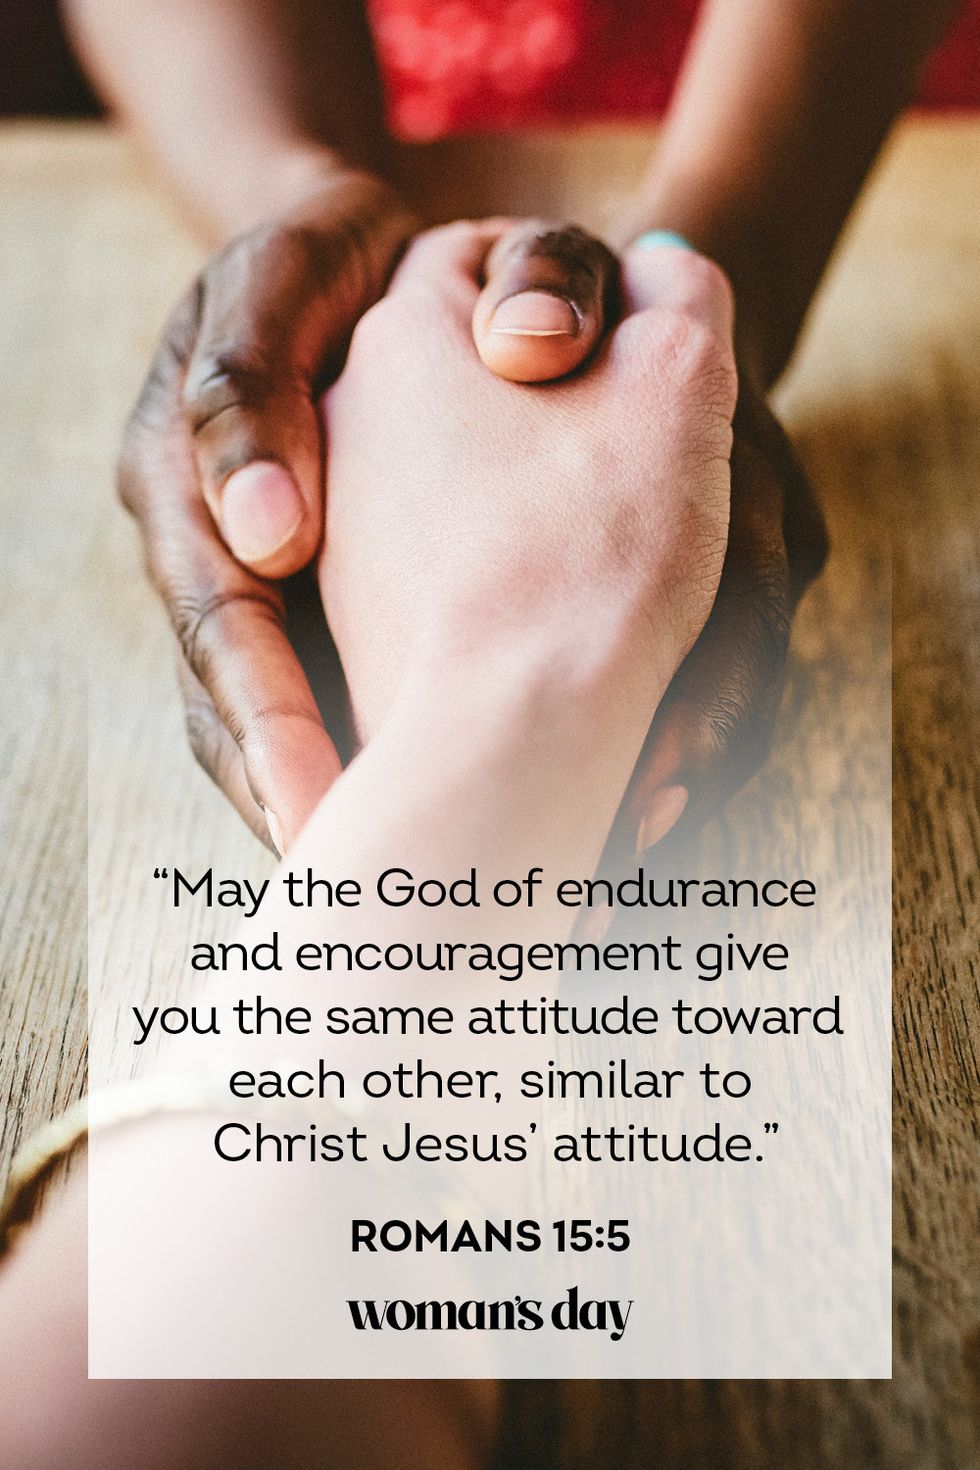 “May the God of endurance
and encouragement give
you the same attitude toward
each other, similar to
Christ Jesus’ attitude.”
ROMANS 15:5
woman’s day